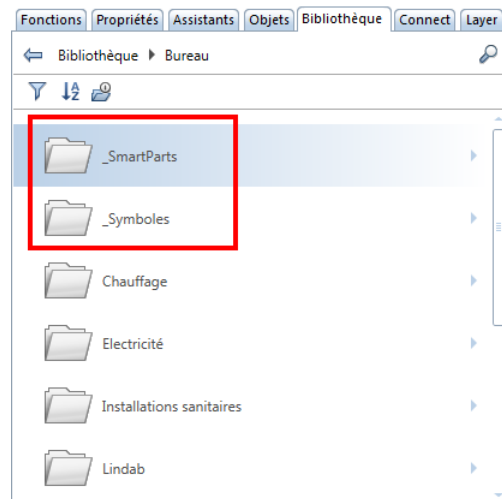 Fonctions Propriétés Assistants Objets Bibliothèque Connect Layer
Bibliothèque Bureau
_SmartParts
_Symboles
Chauffage
Electricité
Installations sanitaires
Lindab